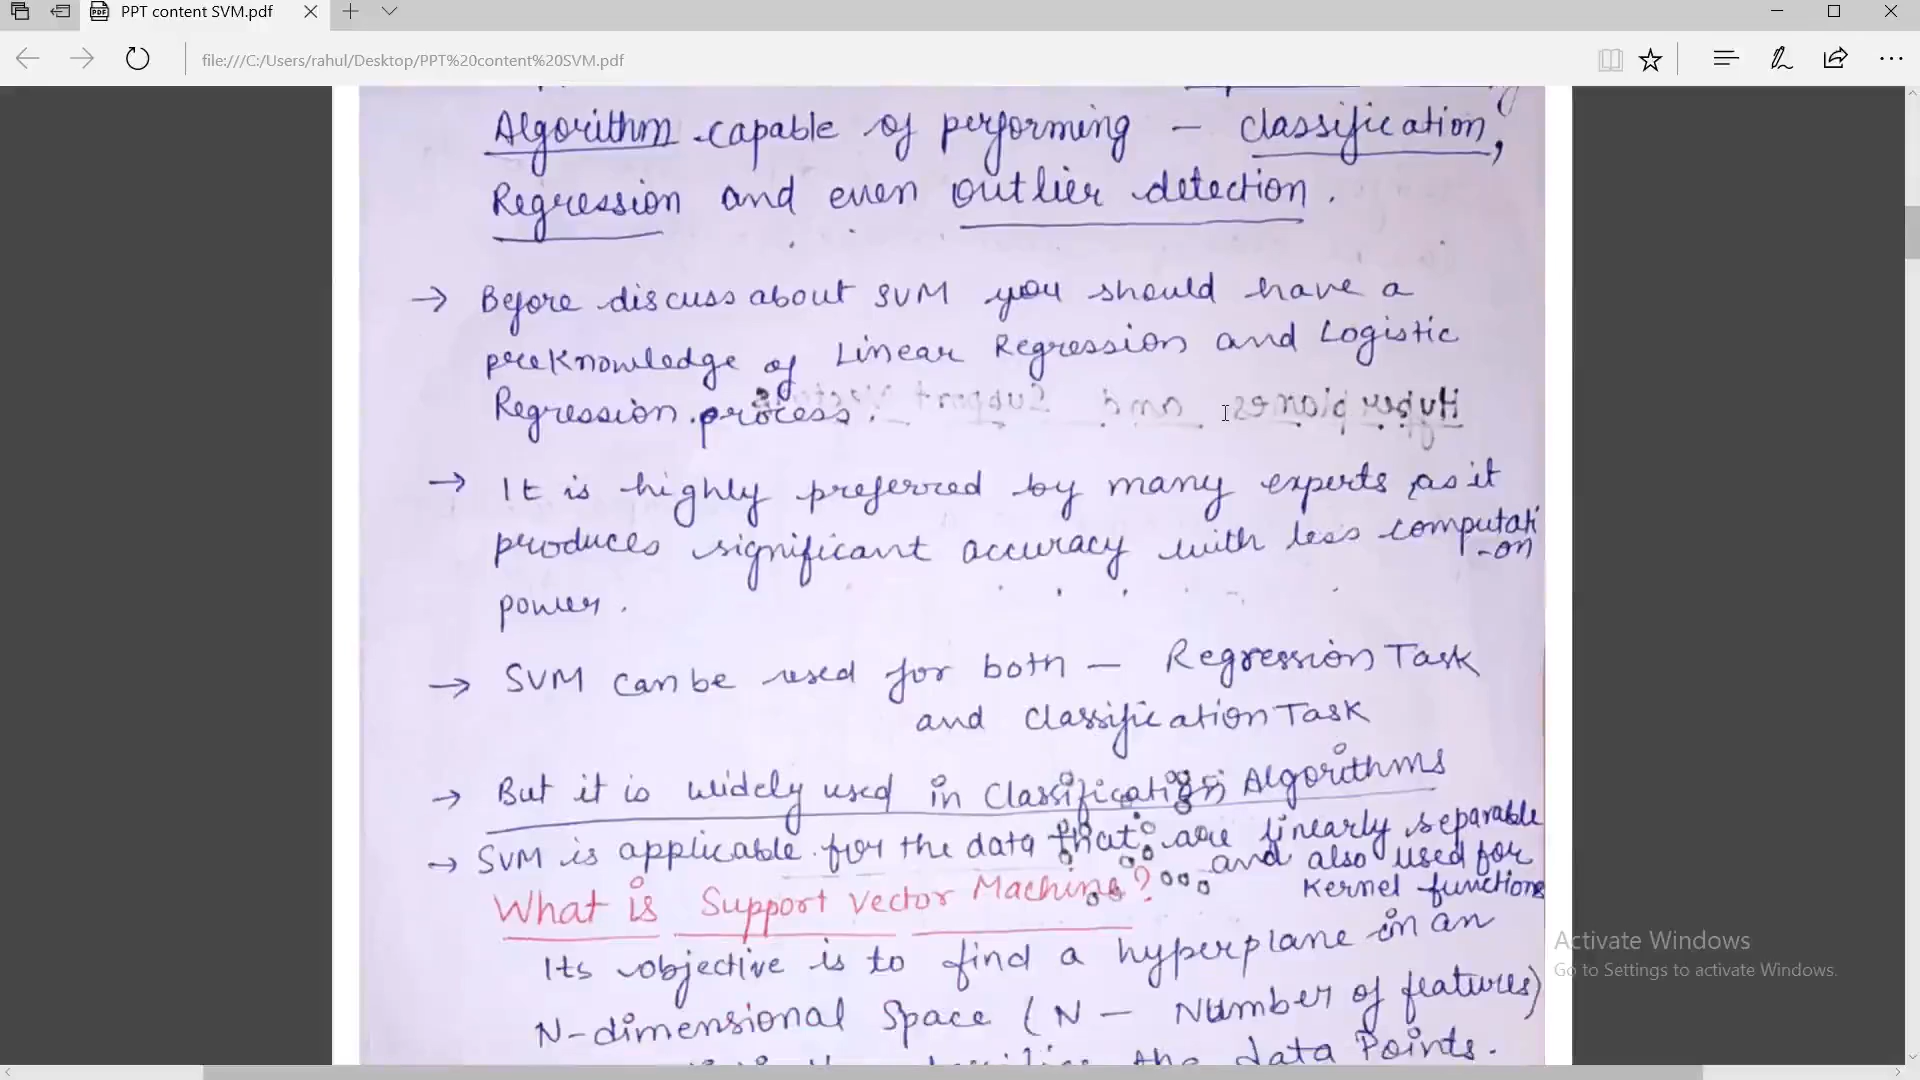 PPT content SVM.pdf
file:///C:/Users/rahul/Desktop/PPT%20content%20SVM.pdf
Algorithm capable of performing - classification,
Regression and even outlier detection.
→ Before discuss about SVM you should have a
preknowledge of Linear Regression and Logistic
Regression process.
→ It is highly preferred by many experts as it
produces significant accuracy with less computati
-on
power.
→ SVM can be used for both - Regression Task
and Classification Task
→ But it is widely used in Classification Algorithms
→ SVM is applicable for the data that are linearly separable
and also used for
Kernel functions
What is Support Vector Machine?
Its objective is to find a hyperplane in an
N-dimensional Space (N - Number of features)
the data Points.
Activate Windows
Go to Settings to activate Windows.